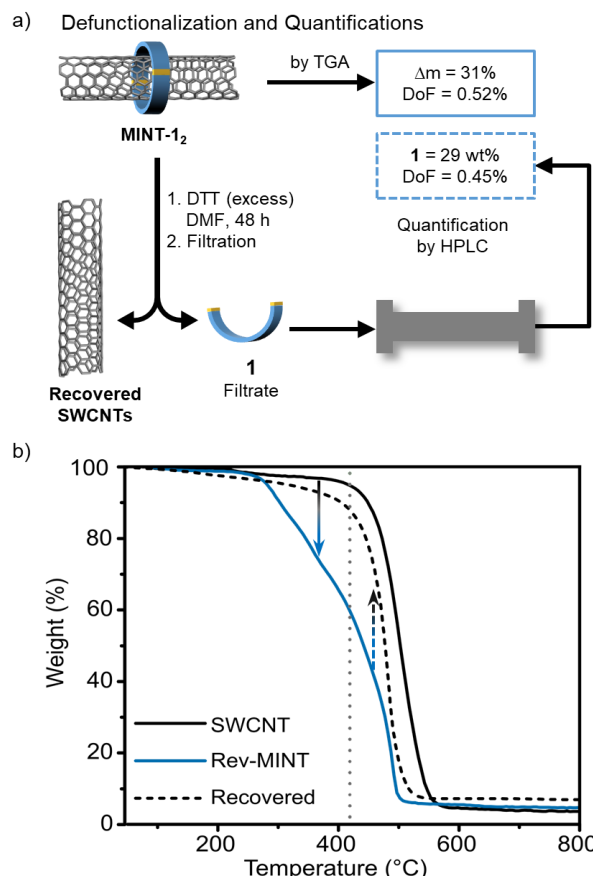 a) Defunctionalization and Quantifications
by TGA
Δm = 31%
DoF = 0.52%
MINT-1₂
1 = 29 wt%
DoF = 0.45%
1. DTT (excess)
DMF, 48 h
2. Filtration
Quantification
by HPLC
1
Filtrate
Recovered
SWCNTs
b)
100
80
60
40
20
0
Weight (%)
SWCNT
Rev-MINT
Recovered
200
400
600
800
Temperature (°C)